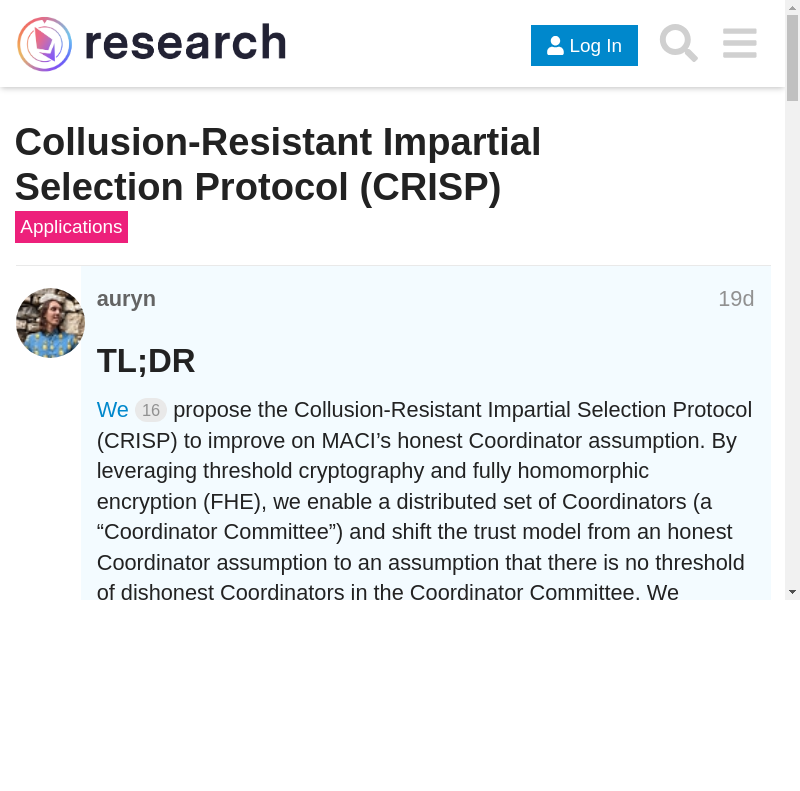 research
Log In
Collusion-Resistant Impartial
Selection Protocol (CRISP)
Applications
auryn 19d
TL;DR
We 16 propose the Collusion-Resistant Impartial Selection Protocol
(CRISP) to improve on MACI’s honest Coordinator assumption. By
leveraging threshold cryptography and fully homomorphic
encryption (FHE), we enable a distributed set of Coordinators (a
“Coordinator Committee”) and shift the trust model from an honest
Coordinator assumption to an assumption that there is no threshold
of dishonest Coordinators in the Coordinator Committee. We